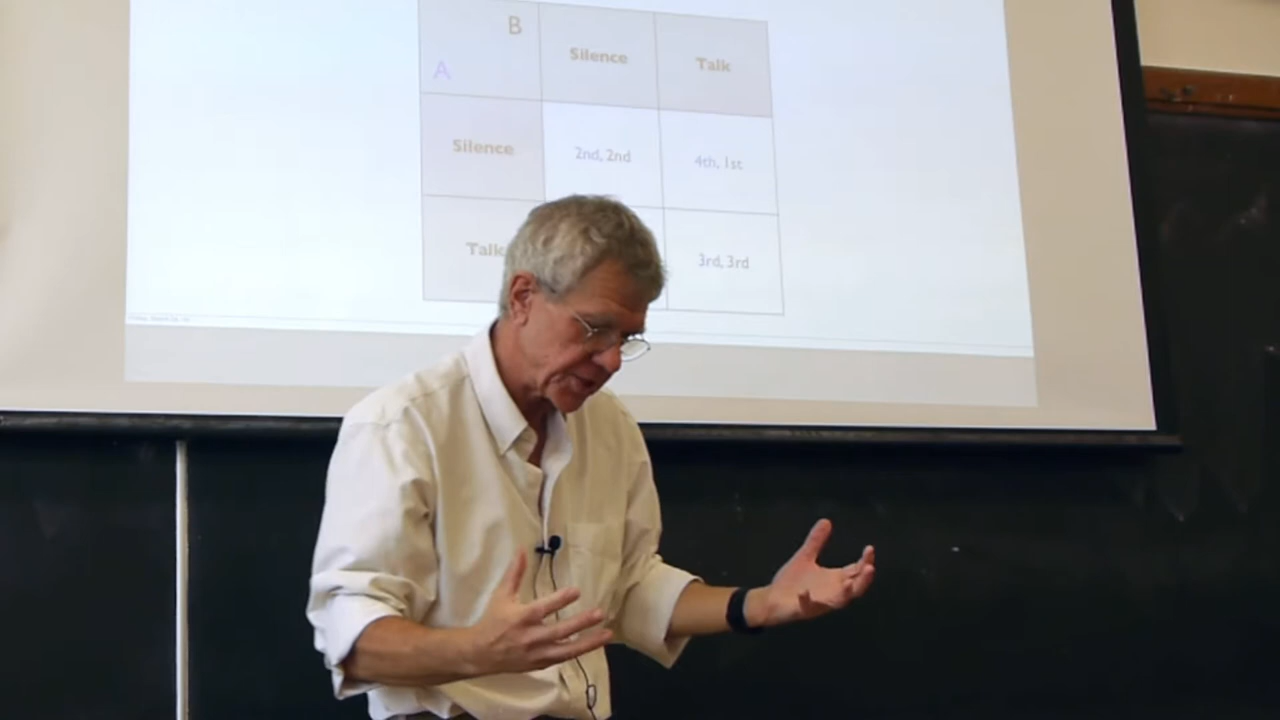 B
A
Silence
Talk
Silence
2nd, 2nd
4th, 1st
Talk
3rd, 3rd